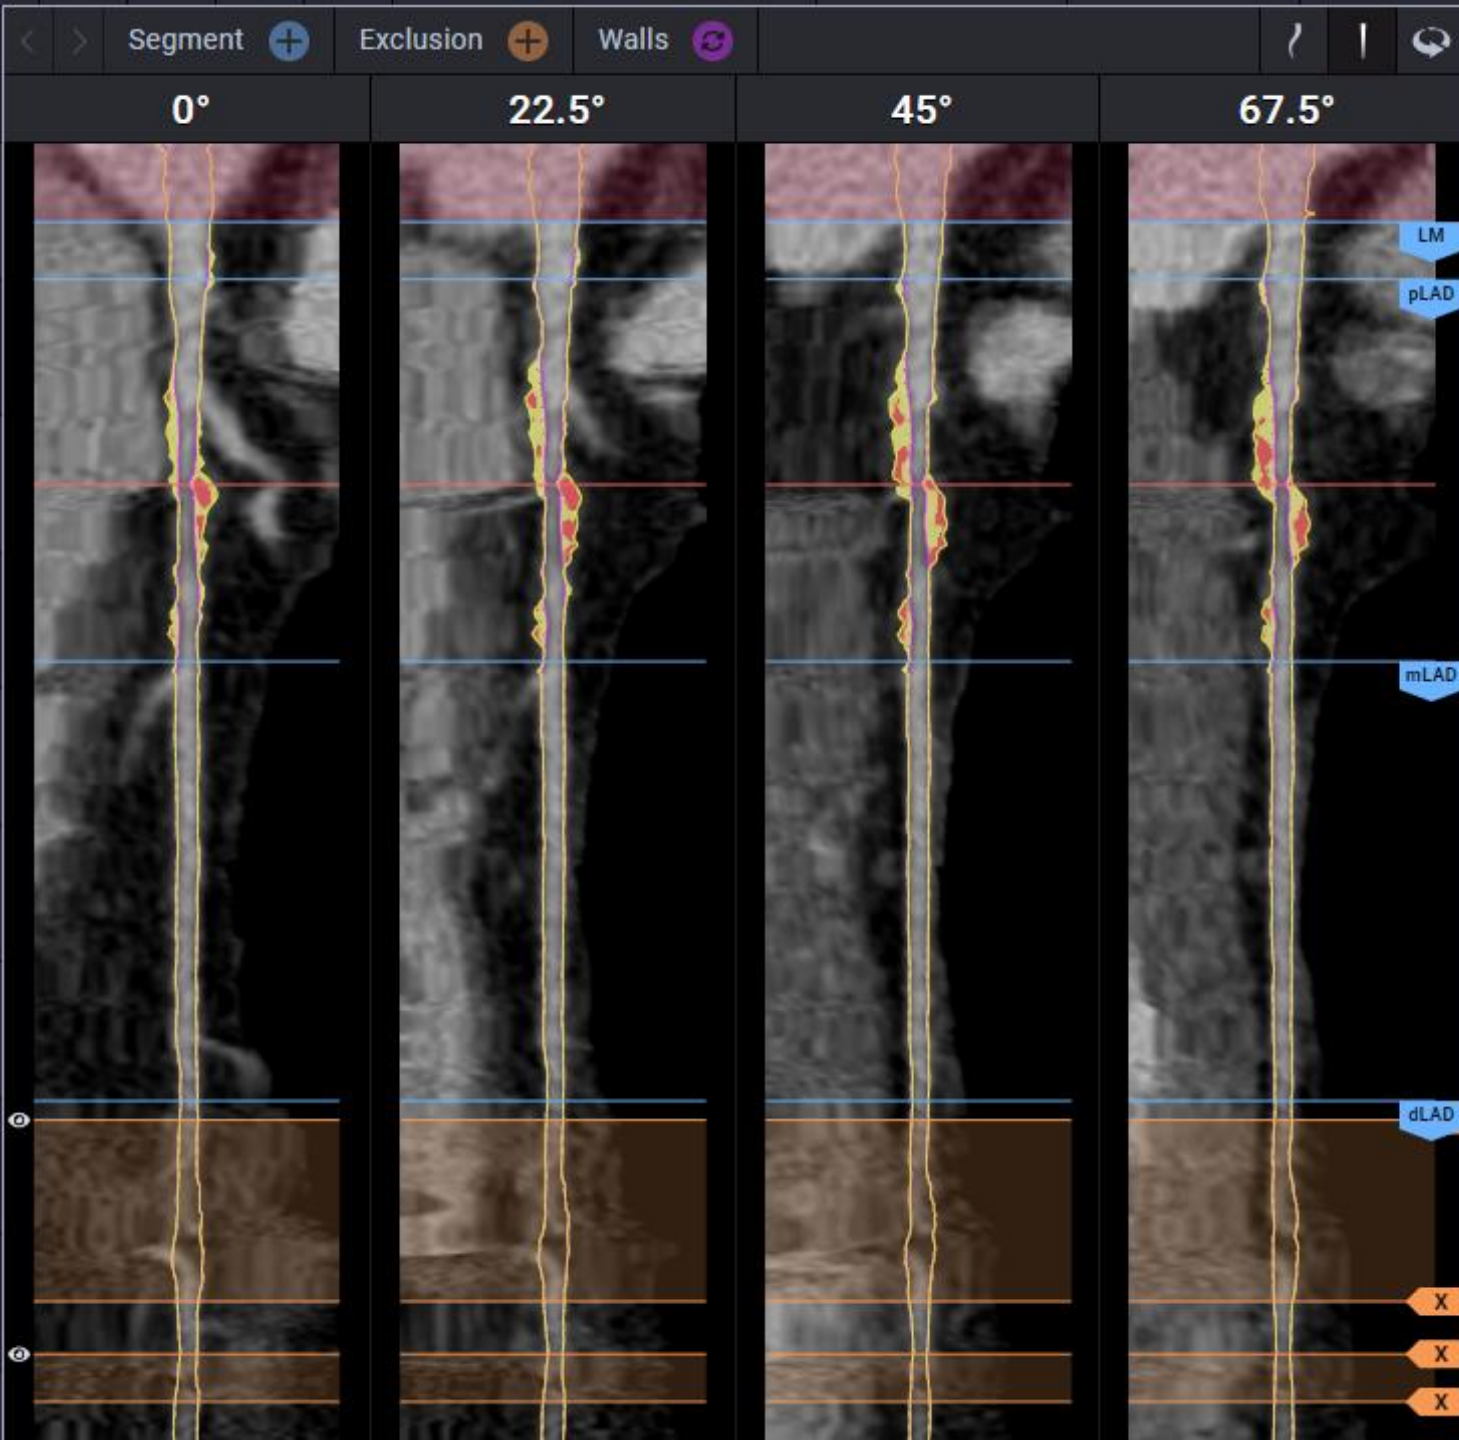 Segment Exclusion Walls
0° 22.5° 45° 67.5°
LM
pLAD
mLAD
dLAD
X
X
X